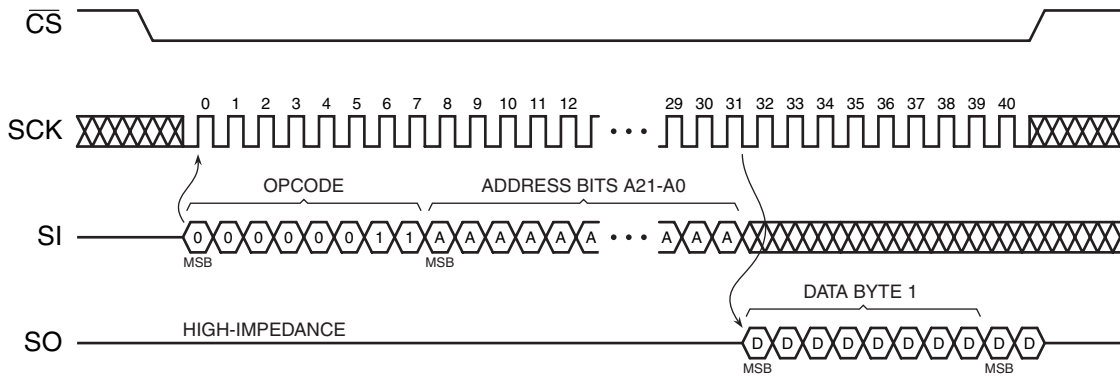 CS
0 1 2 3 4 5 6 7 8 9 10 11 12 29 30 31 32 33 34 35 36 37 38 39 40
SCK
OPCODE ADDRESS BITS A21-A0
SI 0 0 0 0 0 0 1 1 A A A A A A A A A
MSB MSB
DATA BYTE 1
HIGH-IMPEDANCE
SO D D D D D D D D D D
MSB MSB